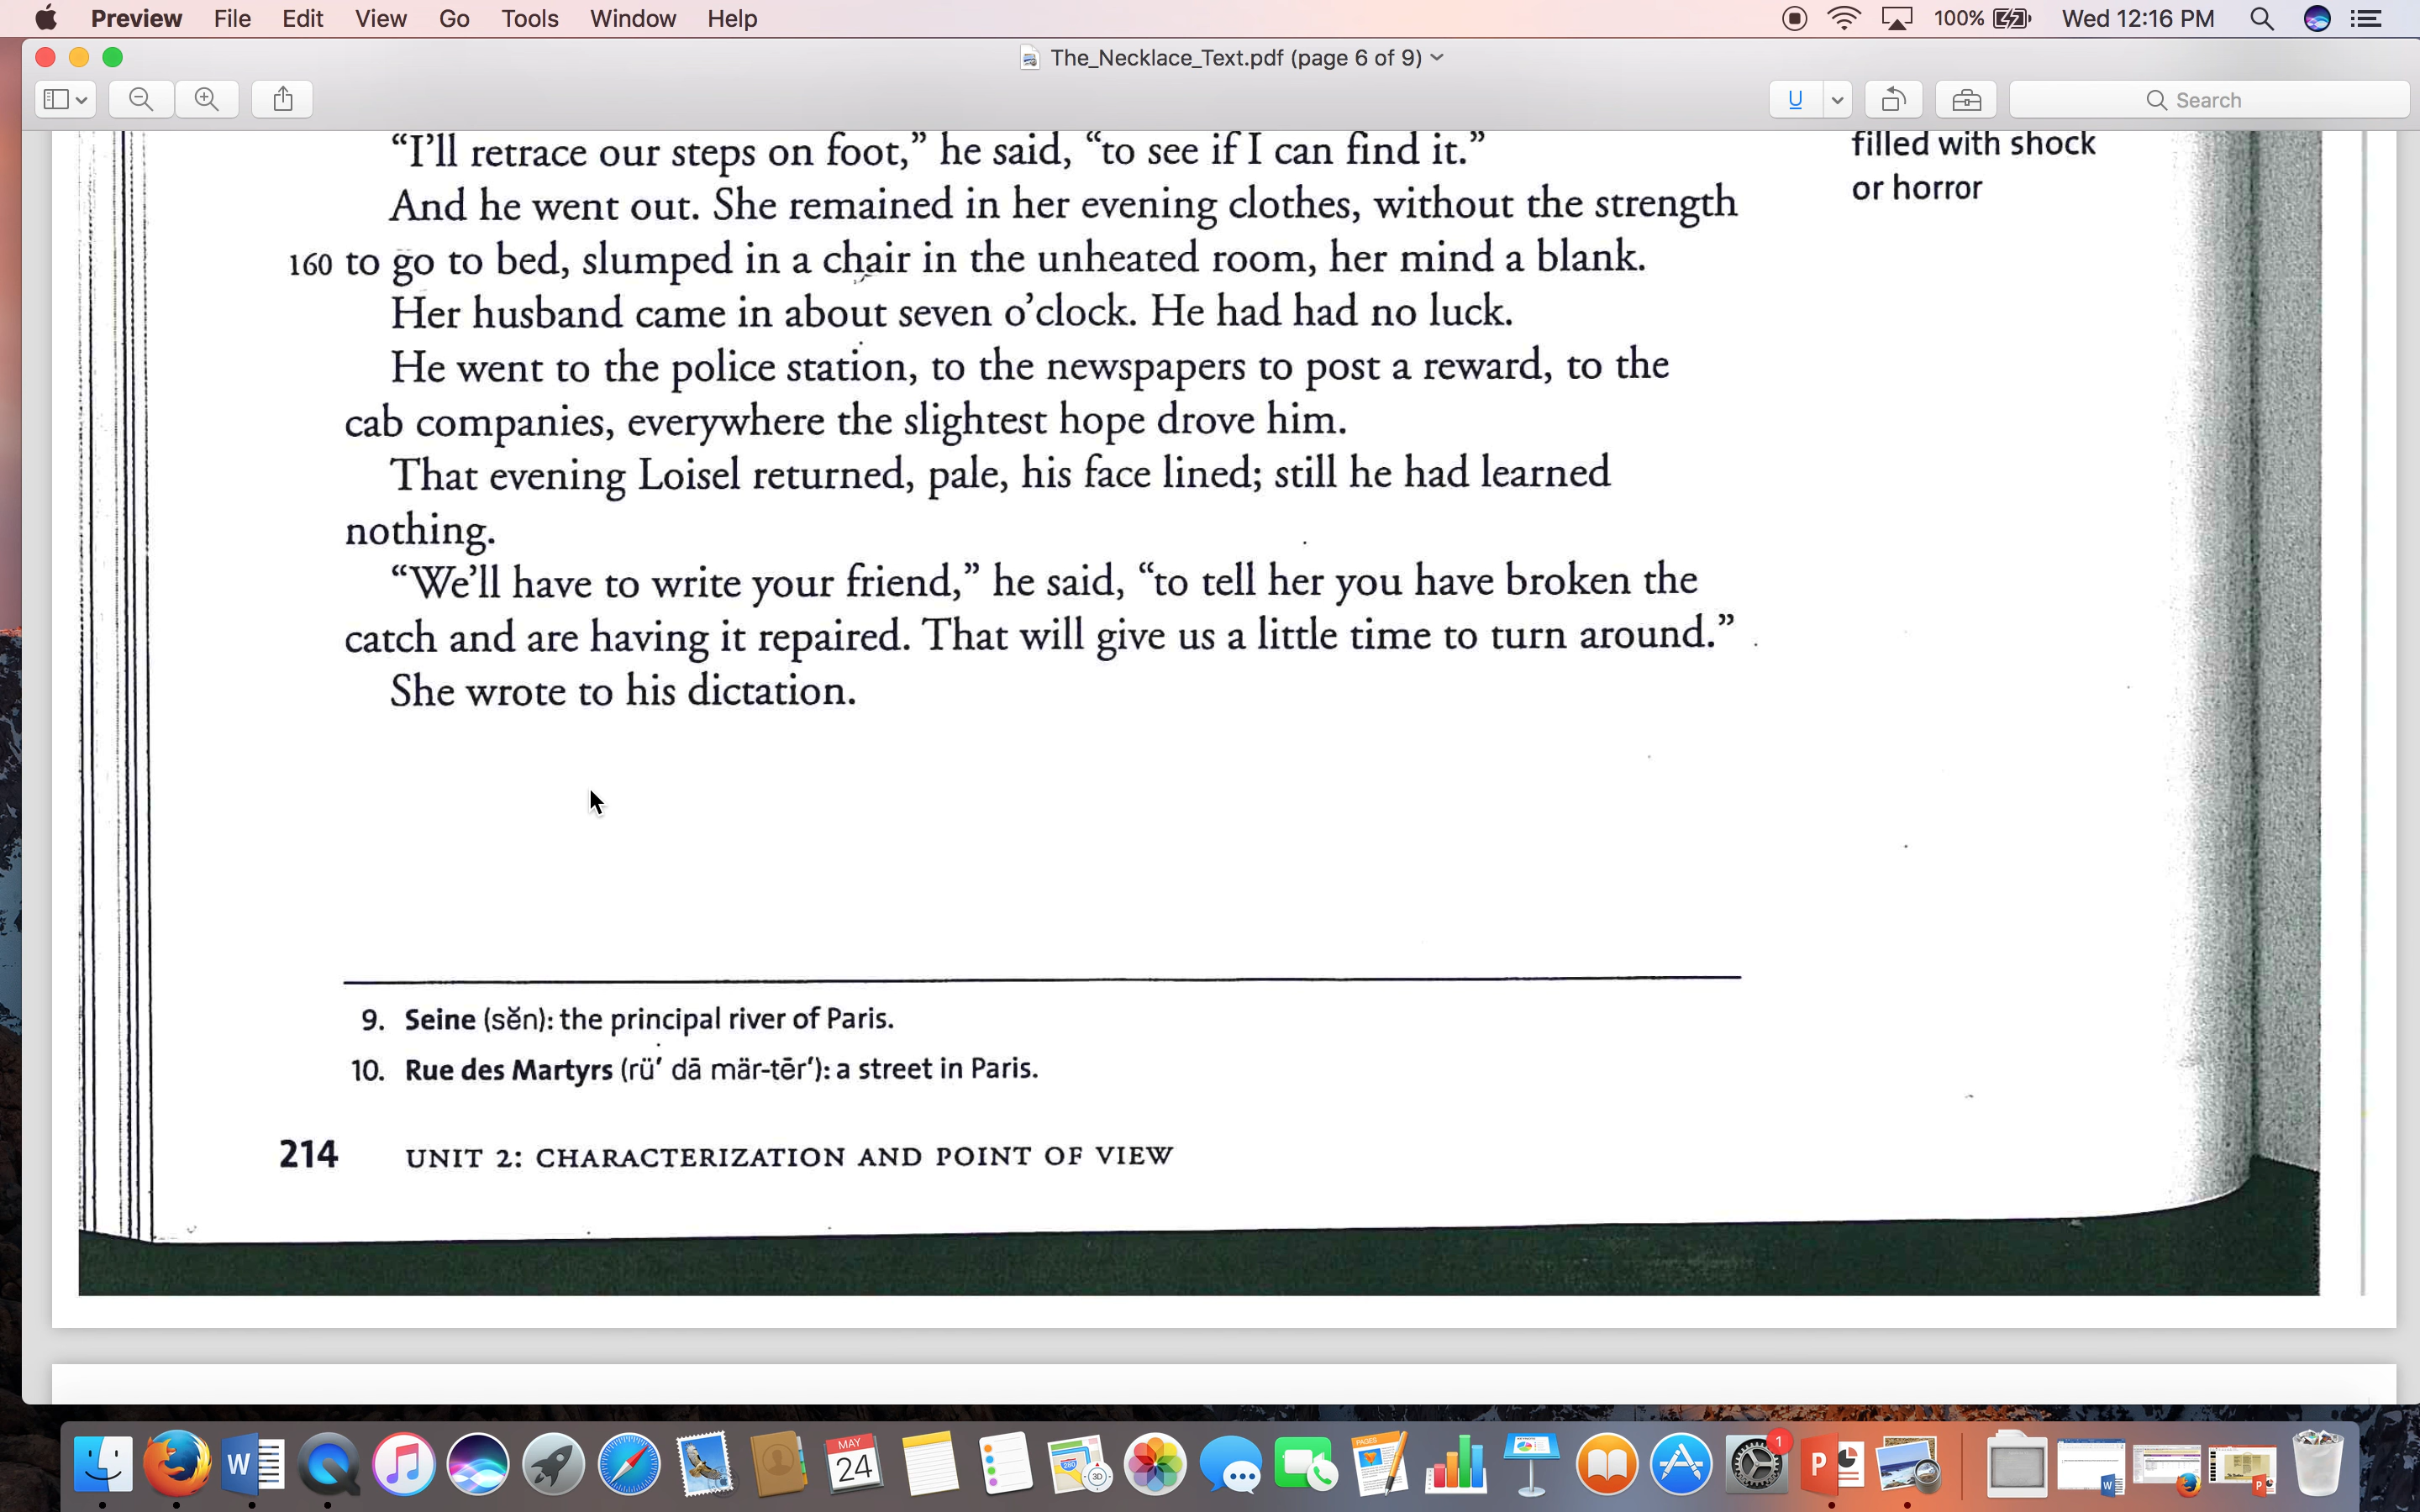 Preview File Edit View Go Tools Window Help 100% Wed 12:16 PM
The_Necklace_Text.pdf (page 6 of 9)
U Search
“I’ll retrace our steps on foot,” he said, “to see if I can find it.”
And he went out. She remained in her evening clothes, without the strength
160 to go to bed, slumped in a chair in the unheated room, her mind a blank.
Her husband came in about seven o’clock. He had had no luck.
He went to the police station, to the newspapers to post a reward, to the
cab companies, everywhere the slightest hope drove him.
That evening Loisel returned, pale, his face lined; still he had learned
nothing.
“We’ll have to write your friend,” he said, “to tell her you have broken the
catch and are having it repaired. That will give us a little time to turn around.”
She wrote to his dictation.
filled with shock
or horror
9. Seine (sĕn): the principal river of Paris.
10. Rue des Martyrs (rü′ dā mär-tēr′): a street in Paris.
214 UNIT 2: CHARACTERIZATION AND POINT OF VIEW
W MAY 24 280 3D PAGES 1 P W P